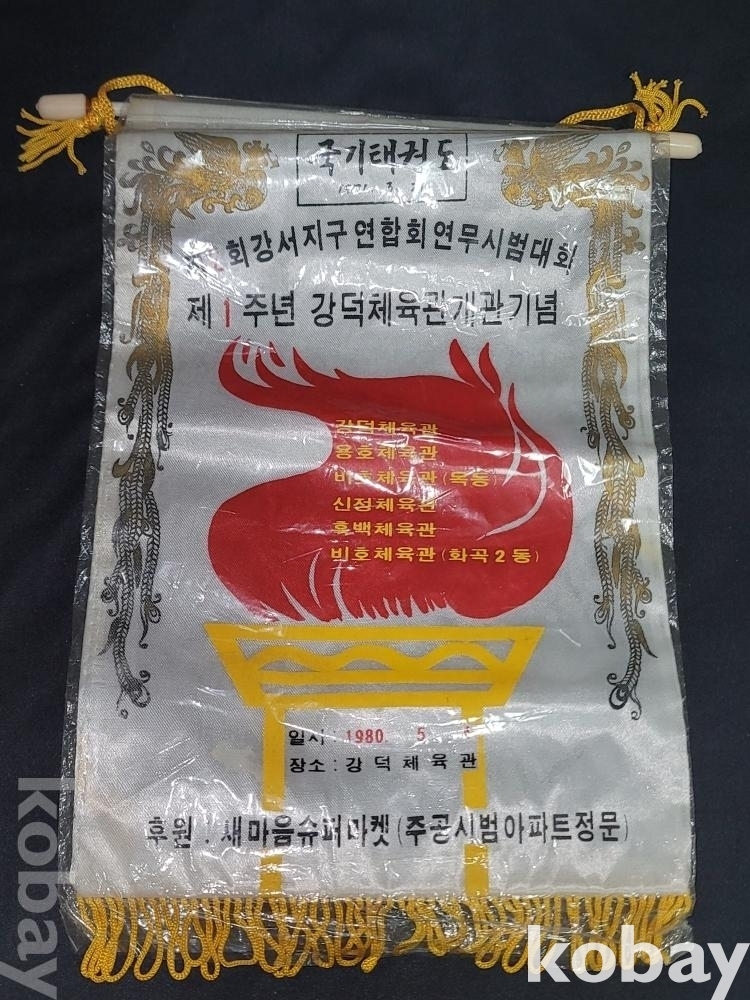 국기태권도
회강서지구연합회연무시범대회
제1주년 강덕체육관개관기념
강덕체육관
용호체육관
비호체육관(목동)
신정체육관
흑백체육관
비호체육관(화곡2동)
일시: 1980. 5.
장소: 강덕체육관
후원: 새마음슈퍼마켓(주공시범아파트정문)
kobay
kobay